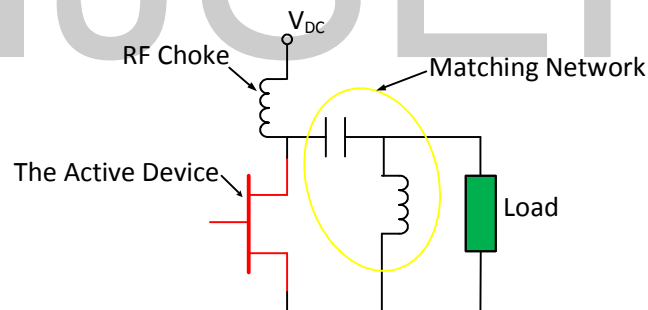 V_DC
RF Choke
Matching Network
The Active Device
Load